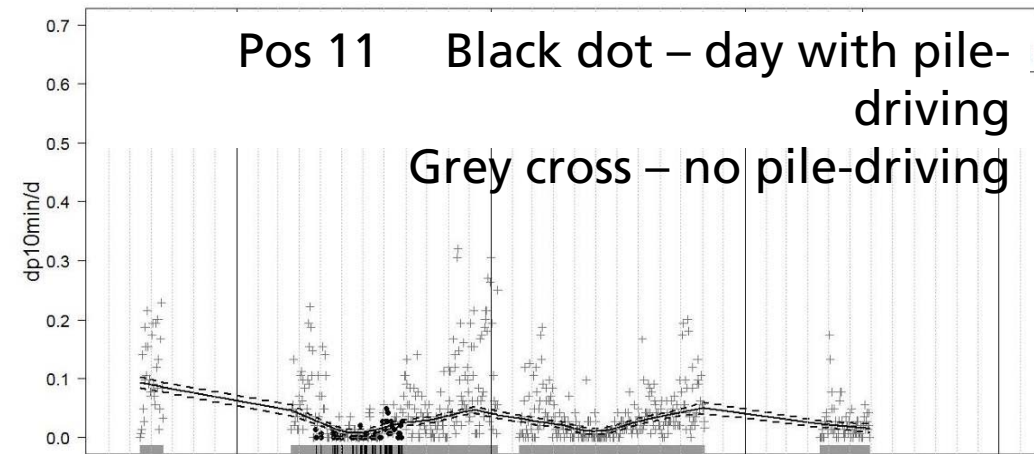 Pos 11 Black dot – day with pile-
driving
Grey cross – no pile-driving
dp10min/d
0.7
0.6
0.5
0.4
0.3
0.2
0.1
0.0